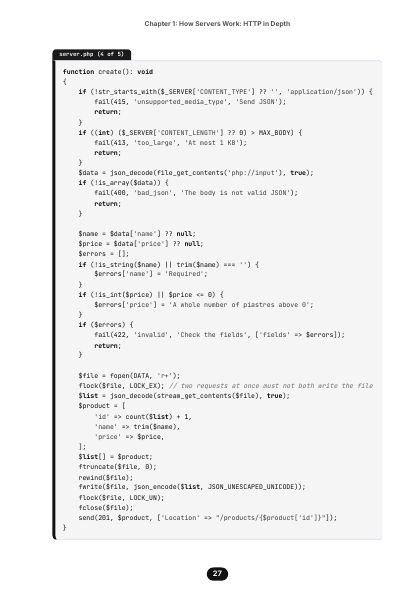 Chapter 1: How Servers Work: HTTP in Depth
server.php (4 of 5)
function create(): void
{
    if (!str_starts_with($_SERVER['CONTENT_TYPE'] ?? '', 'application/json')) {
        fail(415, 'unsupported_media_type', 'Send JSON');
        return;
    }
    if ((int) ($_SERVER['CONTENT_LENGTH'] ?? 0) > MAX_BODY) {
        fail(413, 'too_large', 'At most 1 KB');
        return;
    }
    $data = json_decode(file_get_contents('php://input'), true);
    if (!is_array($data)) {
        fail(400, 'bad_json', 'The body is not valid JSON');
        return;
    }

    $name = $data['name'] ?? null;
    $price = $data['price'] ?? null;
    $errors = [];
    if (!is_string($name) || trim($name) === '') {
        $errors['name'] = 'Required';
    }
    if (!is_int($price) || $price <= 0) {
        $errors['price'] = 'A whole number of piastres above 0';
    }
    if ($errors) {
        fail(422, 'invalid', 'Check the fields', ['fields' => $errors]);
        return;
    }

    $file = fopen(DATA, 'r+');
    flock($file, LOCK_EX); // two requests at once must not both write the file
    $list = json_decode(stream_get_contents($file), true);
    $product = [
        'id' => count($list) + 1,
        'name' => trim($name),
        'price' => $price,
    ];
    $list[] = $product;
    ftruncate($file, 0);
    rewind($file);
    fwrite($file, json_encode($list, JSON_UNESCAPED_UNICODE));
    flock($file, LOCK_UN);
    fclose($file);
    send(201, $product, ['Location' => "/products/{$product['id']}"]);
}
27